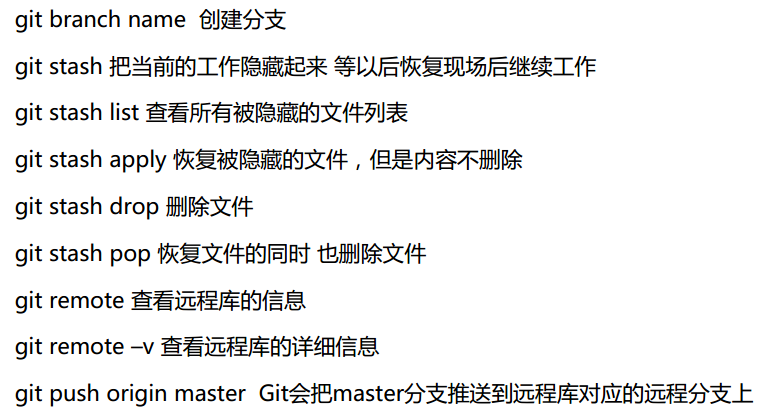 git branch name  创建分支
git stash 把当前的工作隐藏起来 等以后恢复现场后继续工作
git stash list 查看所有被隐藏的文件列表
git stash apply 恢复被隐藏的文件，但是内容不删除
git stash drop 删除文件
git stash pop 恢复文件的同时 也删除文件
git remote 查看远程库的信息
git remote –v 查看远程库的详细信息
git push origin master  Git会把master分支推送到远程库对应的远程分支上